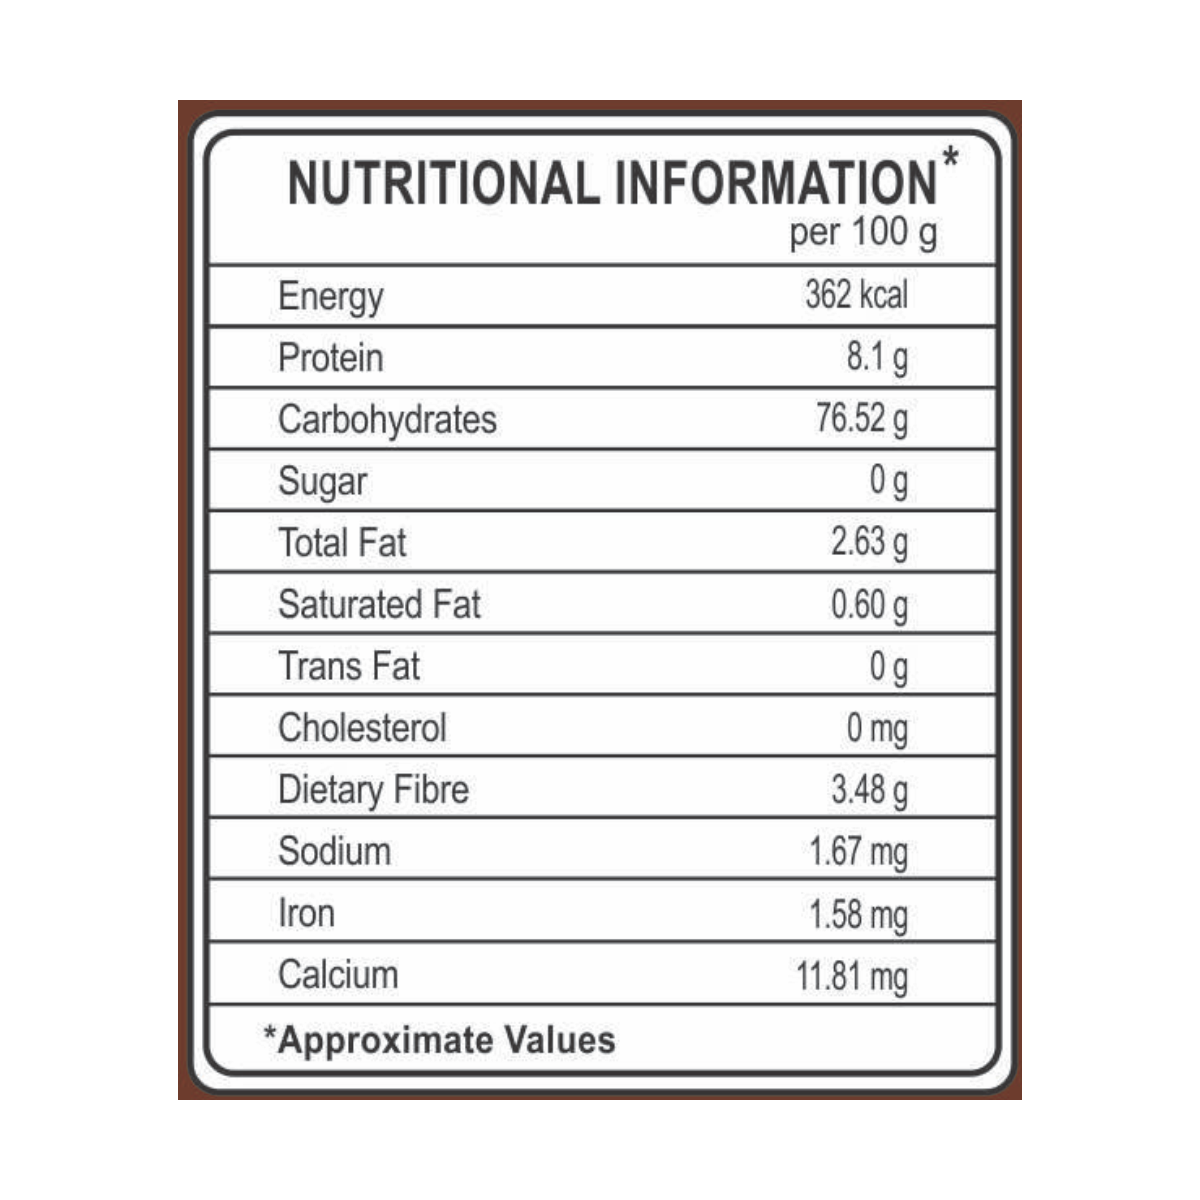 NUTRITIONAL INFORMATION*
per 100 g
Energy 362 kcal
Protein 8.1 g
Carbohydrates 76.52 g
Sugar 0 g
Total Fat 2.63 g
Saturated Fat 0.60 g
Trans Fat 0 g
Cholesterol 0 mg
Dietary Fibre 3.48 g
Sodium 1.67 mg
Iron 1.58 mg
Calcium 11.81 mg
*Approximate Values